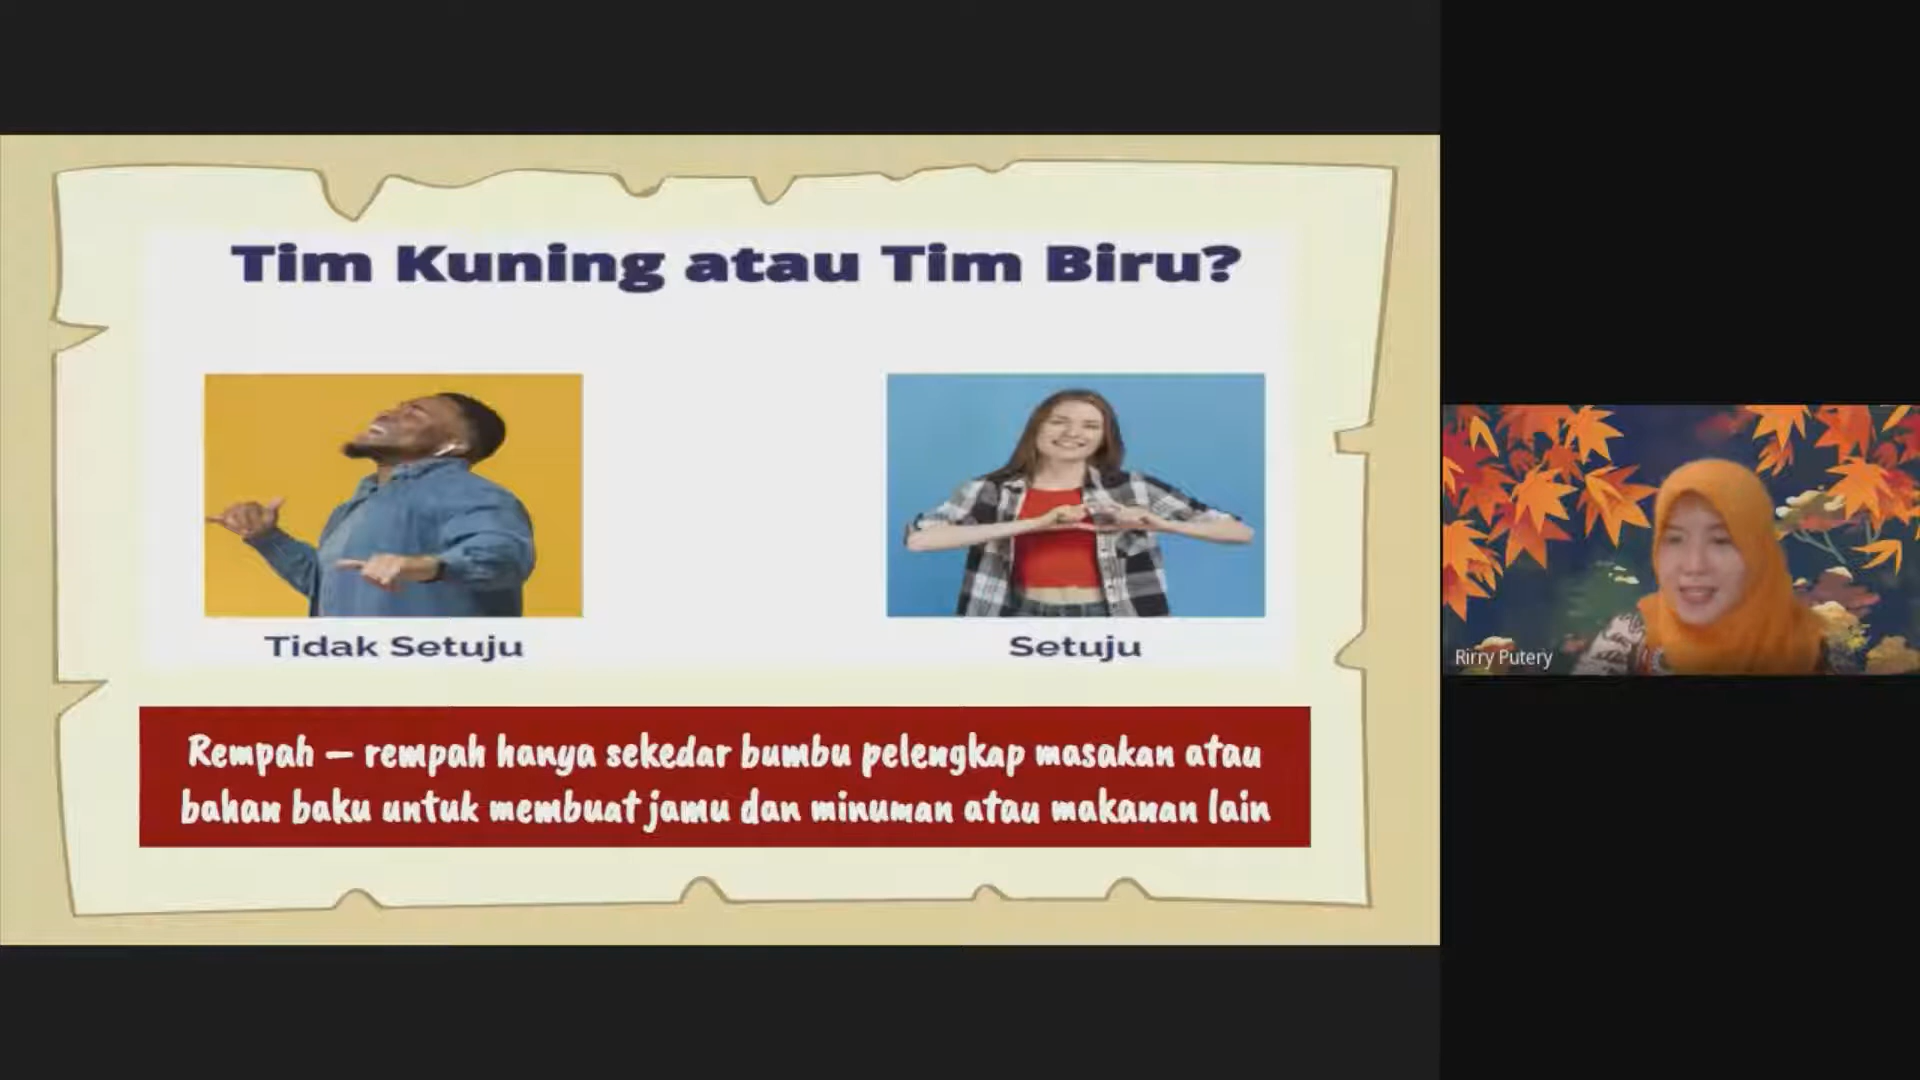 Tim Kuning atau Tim Biru?
Tidak Setuju
Setuju
Rempah – rempah hanya sekedar bumbu pelengkap masakan atau
bahan baku untuk membuat jamu dan minuman atau makanan lain
Rirry Putery